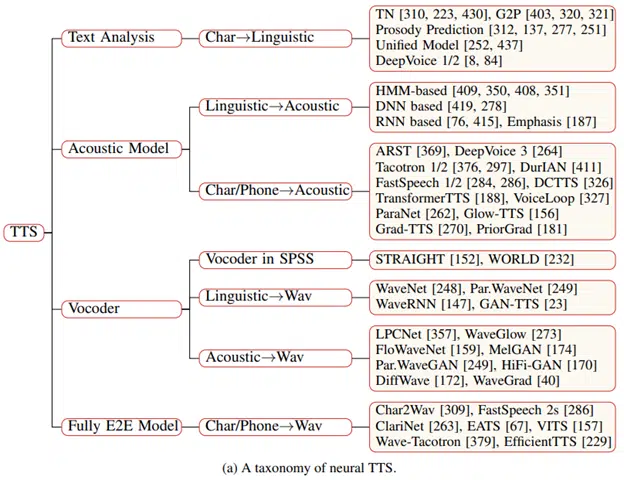 TTS
Text Analysis
Char→Linguistic
TN [310, 223, 430], G2P [403, 320, 321]
Prosody Prediction [312, 137, 277, 251]
Unified Model [252, 437]
DeepVoice 1/2 [8, 84]
Acoustic Model
Linguistic→Acoustic
HMM-based [409, 350, 408, 351]
DNN based [419, 278]
RNN based [76, 415], Emphasis [187]
Char/Phone→Acoustic
ARST [369], DeepVoice 3 [264]
Tacotron 1/2 [376, 297], DurIAN [411]
FastSpeech 1/2 [284, 286], DCTTS [326]
TransformerTTS [188], VoiceLoop [327]
ParaNet [262], Glow-TTS [156]
Grad-TTS [270], PriorGrad [181]
Vocoder
Vocoder in SPSS
STRAIGHT [152], WORLD [232]
Linguistic→Wav
WaveNet [248], Par.WaveNet [249]
WaveRNN [147], GAN-TTS [23]
Acoustic→Wav
LPCNet [357], WaveGlow [273]
FloWaveNet [159], MelGAN [174]
Par.WaveGAN [249], HiFi-GAN [170]
DiffWave [172], WaveGrad [40]
Fully E2E Model
Char/Phone→Wav
Char2Wav [309], FastSpeech 2s [286]
ClariNet [263], EATS [67], VITS [157]
Wave-Tacotron [379], EfficientTTS [229]
(a) A taxonomy of neural TTS.